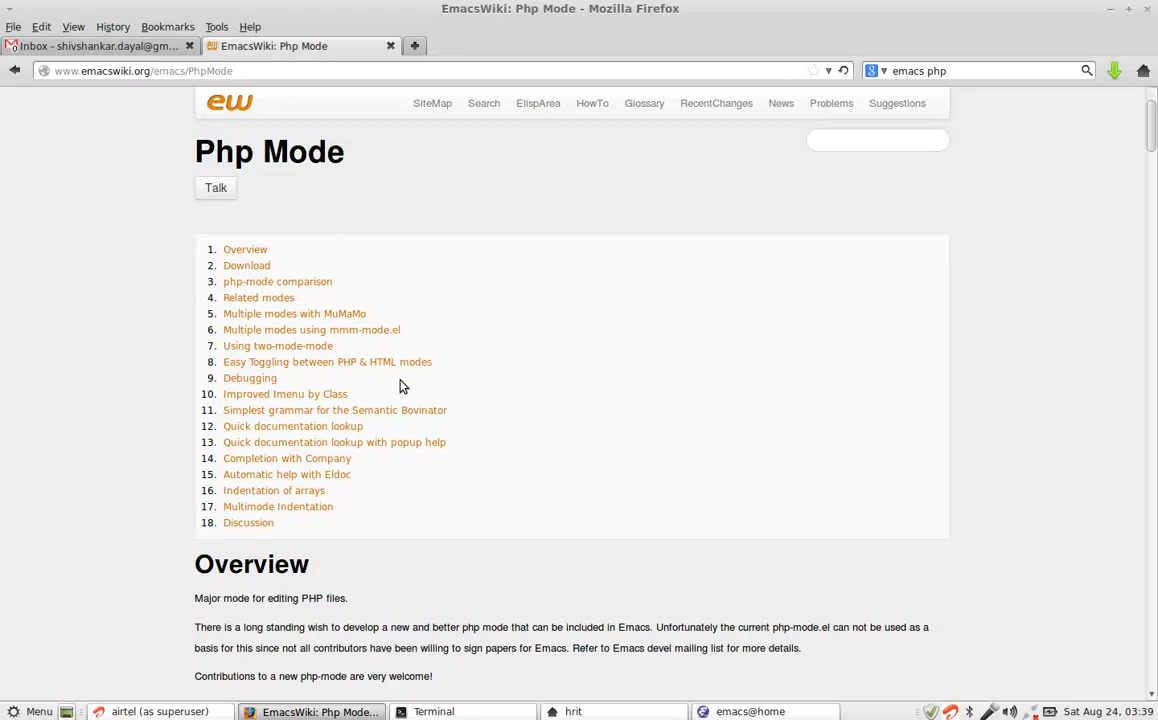 EmacsWiki: Php Mode - Mozilla Firefox
File Edit View History Bookmarks Tools Help
Inbox - shivshankar.dayal@gm... EmacsWiki: Php Mode
www.emacswiki.org/emacs/PhpMode emacs php
ew SiteMap Search ElispArea HowTo Glossary RecentChanges News Problems Suggestions
Php Mode
Talk
1. Overview
2. Download
3. php-mode comparison
4. Related modes
5. Multiple modes with MuMaMo
6. Multiple modes using mmm-mode.el
7. Using two-mode-mode
8. Easy Toggling between PHP & HTML modes
9. Debugging
10. Improved Imenu by Class
11. Simplest grammar for the Semantic Bovinator
12. Quick documentation lookup
13. Quick documentation lookup with popup help
14. Completion with Company
15. Automatic help with Eldoc
16. Indentation of arrays
17. Multimode Indentation
18. Discussion
Overview
Major mode for editing PHP files.
There is a long standing wish to develop a new and better php mode that can be included in Emacs. Unfortunately the current php-mode.el can not be used as a
basis for this since not all contributors have been willing to sign papers for Emacs. Refer to Emacs devel mailing list for more details.
Contributions to a new php-mode are very welcome!
Menu airtel (as superuser) EmacsWiki: Php Mode... Terminal hrit emacs@home Sat Aug 24, 03:39